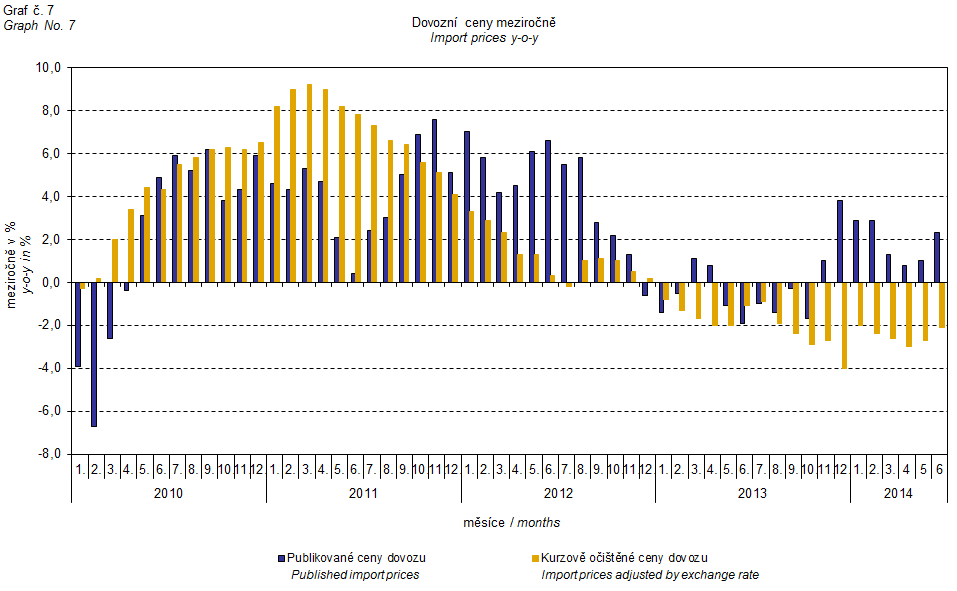 Graf č. 7
Graph No. 7
Dovozní ceny meziročně
Import prices y-o-y
meziročně v %
y-o-y in %
10,0
8,0
6,0
4,0
2,0
0,0
-2,0
-4,0
-6,0
-8,0
1. 2. 3. 4. 5. 6. 7. 8. 9. 10 11 12 1. 2. 3. 4. 5. 6. 7. 8. 9. 10 11 12 1. 2. 3. 4. 5. 6. 7. 8. 9. 10 11 12 1. 2. 3. 4. 5. 6. 7. 8. 9. 10 11 12 1. 2. 3. 4 5 6
2010 2011 2012 2013 2014
měsíce / months
Publikované ceny dovozu Kurzově očištěné ceny dovozu
Published import prices Import prices adjusted by exchange rate